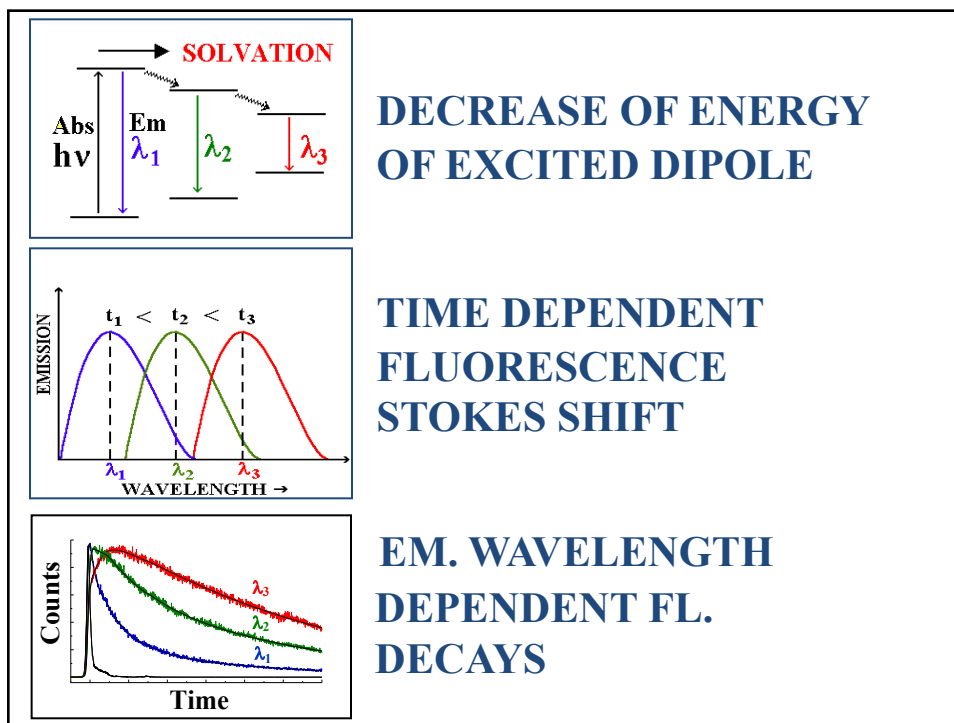 SOLVATION
Abs
hν
Em
λ1
λ2
λ3
DECREASE OF ENERGY
OF EXCITED DIPOLE
EMISSION
t1 < t2 < t3
λ1 λ2 λ3
WAVELENGTH →
TIME DEPENDENT
FLUORESCENCE
STOKES SHIFT
Counts
λ3
λ2
λ1
Time
EM. WAVELENGTH
DEPENDENT FL.
DECAYS